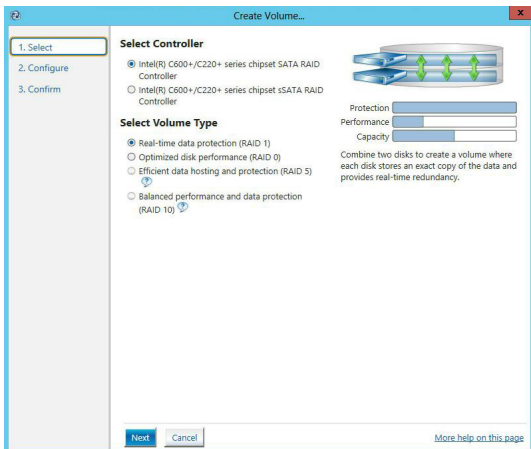 Create Volume...
x
1. Select
2. Configure
3. Confirm
Select Controller
Intel(R) C600+/C220+ series chipset SATA RAID
Controller
Intel(R) C600+/C220+ series chipset sSATA RAID
Controller
Select Volume Type
Real-time data protection (RAID 1)
Optimized disk performance (RAID 0)
Efficient data hosting and protection (RAID 5)
?
Balanced performance and data protection
(RAID 10) ?
Protection
Performance
Capacity
Combine two disks to create a volume where
each disk stores an exact copy of the data and
provides real-time redundancy.
Next
Cancel
More help on this page